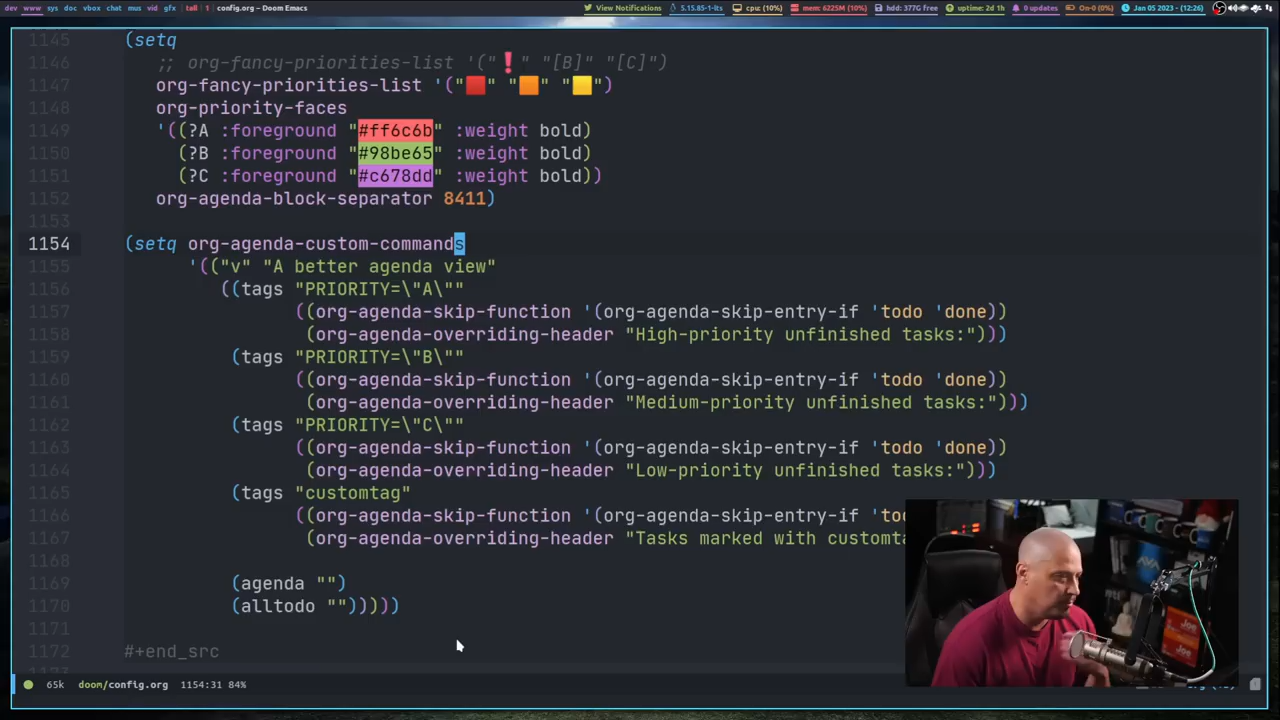 dev www sys doc vbox chat mus vid gfx | tall | 1 | config.org – Doom Emacs
View Notifications 5.15.85-1-lts cpu: (10%) mem: 6225M (10%) hdd: 377G free uptime: 2d 1h 0 updates On-0 (0%) Jan 05 2023 - (12:26)
1145 (setq
1146 ;; org-fancy-priorities-list '("❗" "[B]" "[C]")
1147 org-fancy-priorities-list '("🟥" "🟧" "🟨")
1148 org-priority-faces
1149 '((?A :foreground "#ff6c6b" :weight bold)
1150 (?B :foreground "#98be65" :weight bold)
1151 (?C :foreground "#c678dd" :weight bold))
1152 org-agenda-block-separator 8411)
1153
1154 (setq org-agenda-custom-commands
1155 '(("v" "A better agenda view"
1156 ((tags "PRIORITY=\"A\""
1157 ((org-agenda-skip-function '(org-agenda-skip-entry-if 'todo 'done))
1158 (org-agenda-overriding-header "High-priority unfinished tasks:")))
1159 (tags "PRIORITY=\"B\""
1160 ((org-agenda-skip-function '(org-agenda-skip-entry-if 'todo 'done))
1161 (org-agenda-overriding-header "Medium-priority unfinished tasks:")))
1162 (tags "PRIORITY=\"C\""
1163 ((org-agenda-skip-function '(org-agenda-skip-entry-if 'todo 'done))
1164 (org-agenda-overriding-header "Low-priority unfinished tasks:")))
1165 (tags "customtag"
1166 ((org-agenda-skip-function '(org-agenda-skip-entry-if 'to
1167 (org-agenda-overriding-header "Tasks marked with customta
1168
1169 (agenda "")
1170 (alltodo "")))))
1171
1172 #+end_src
65k doom/config.org 1154:31 84%